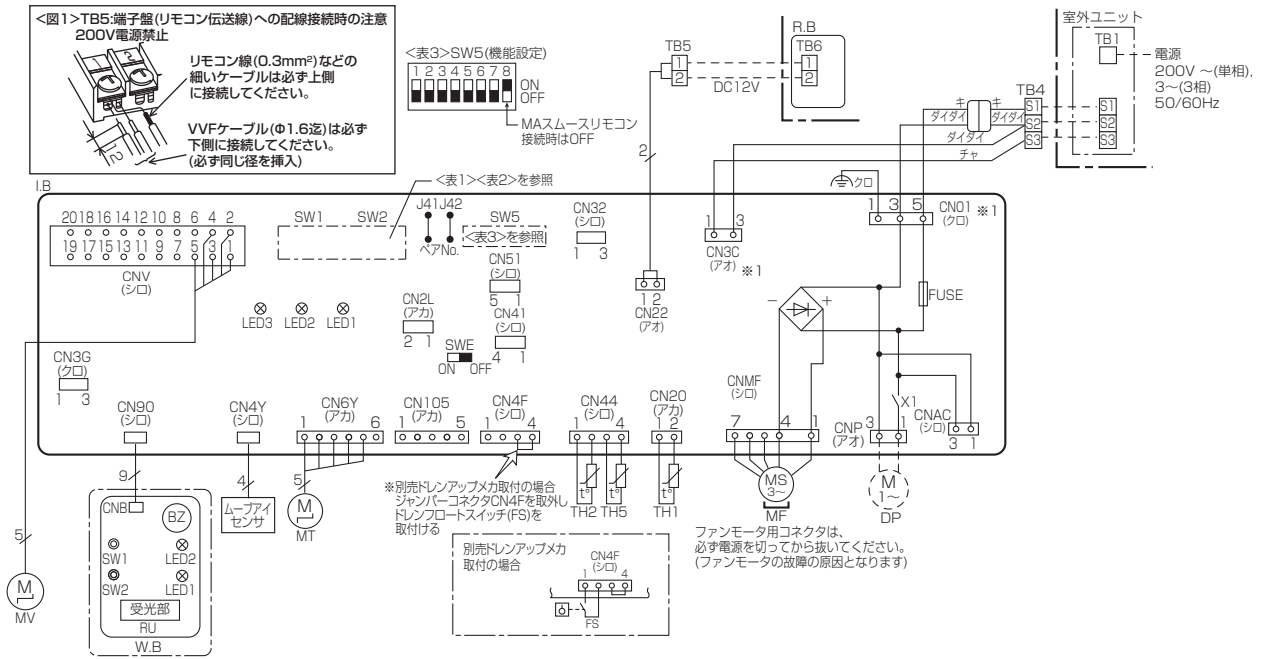 <図1>TB5:端子盤(リモコン伝送線)への配線接続時の注意
200V電源禁止
1 2
リモコン線(0.3mm²)などの
細いケーブルは必ず上側
に接続してください。
VVFケーブル(Φ1.6迄)は必ず
下側に接続してください。
(必ず同じ径を挿入)
12
<表3>SW5(機能設定)
1 2 3 4 5 6 7 8
ON
OFF
MAスムースリモコン
接続時はOFF
TB5
1
2
DC12V
R.B
TB6
1
2
2
室外ユニット
TB1
電源
200V ~(単相),
3~(3相)
50/60Hz
TB4
S1
S2
S3
S1
S2
S3
キ キ
ダイダイ ダイダイ
ダイダイ
チャ
I.B
20 18 16 14 12 10 8 6 4 2
19 17 15 13 11 9 7 5 3 1
CNV
(シロ)
<表1><表2>を参照
SW1 SW2
J41 J42
ペアNo.
SW5
<表3>を参照
CN32
(シロ)
1 3
CN51
(シロ)
5 1
CN2L
(アカ)
2 1
CN41
(シロ)
4 1
SWE
ON OFF
LED3 LED2 LED1
1 2
CN22
(アオ)
1 3
CN3C
(アオ) ※1
クロ
1 3 5
CN01 ※1
(クロ)
FUSE
− +
CN3G
(クロ)
1 3
CN90
(シロ)
CN4Y
(シロ)
CN6Y
(アカ)
1 6
CN105
(アカ)
1 5
CN4F
(シロ)
1 4
CN44
(シロ)
1 4
CN20
(アカ)
1 2
CNMF
(シロ)
7 4 1
X1
CNP
(アオ)
3 1
CNAC
(シロ)
3 1
9
4
5
5
ムーブアイ
センサ
M
MT
※別売ドレンアップメカ取付の場合
ジャンパーコネクタCN4Fを取外し
ドレンフロートスイッチ(FS)を
取付ける
t° t° t°
TH2 TH5 TH1
MS
3~
MF
M
1~
DP
ファンモータ用コネクタは、
必ず電源を切ってから抜いてください。
(ファンモータの故障の原因となります)
CNB
BZ
SW1
LED2
SW2
LED1
受光部
RU
W.B
M
MV
別売ドレンアップメカ
取付の場合
CN4F
(シロ)
1 4
FS